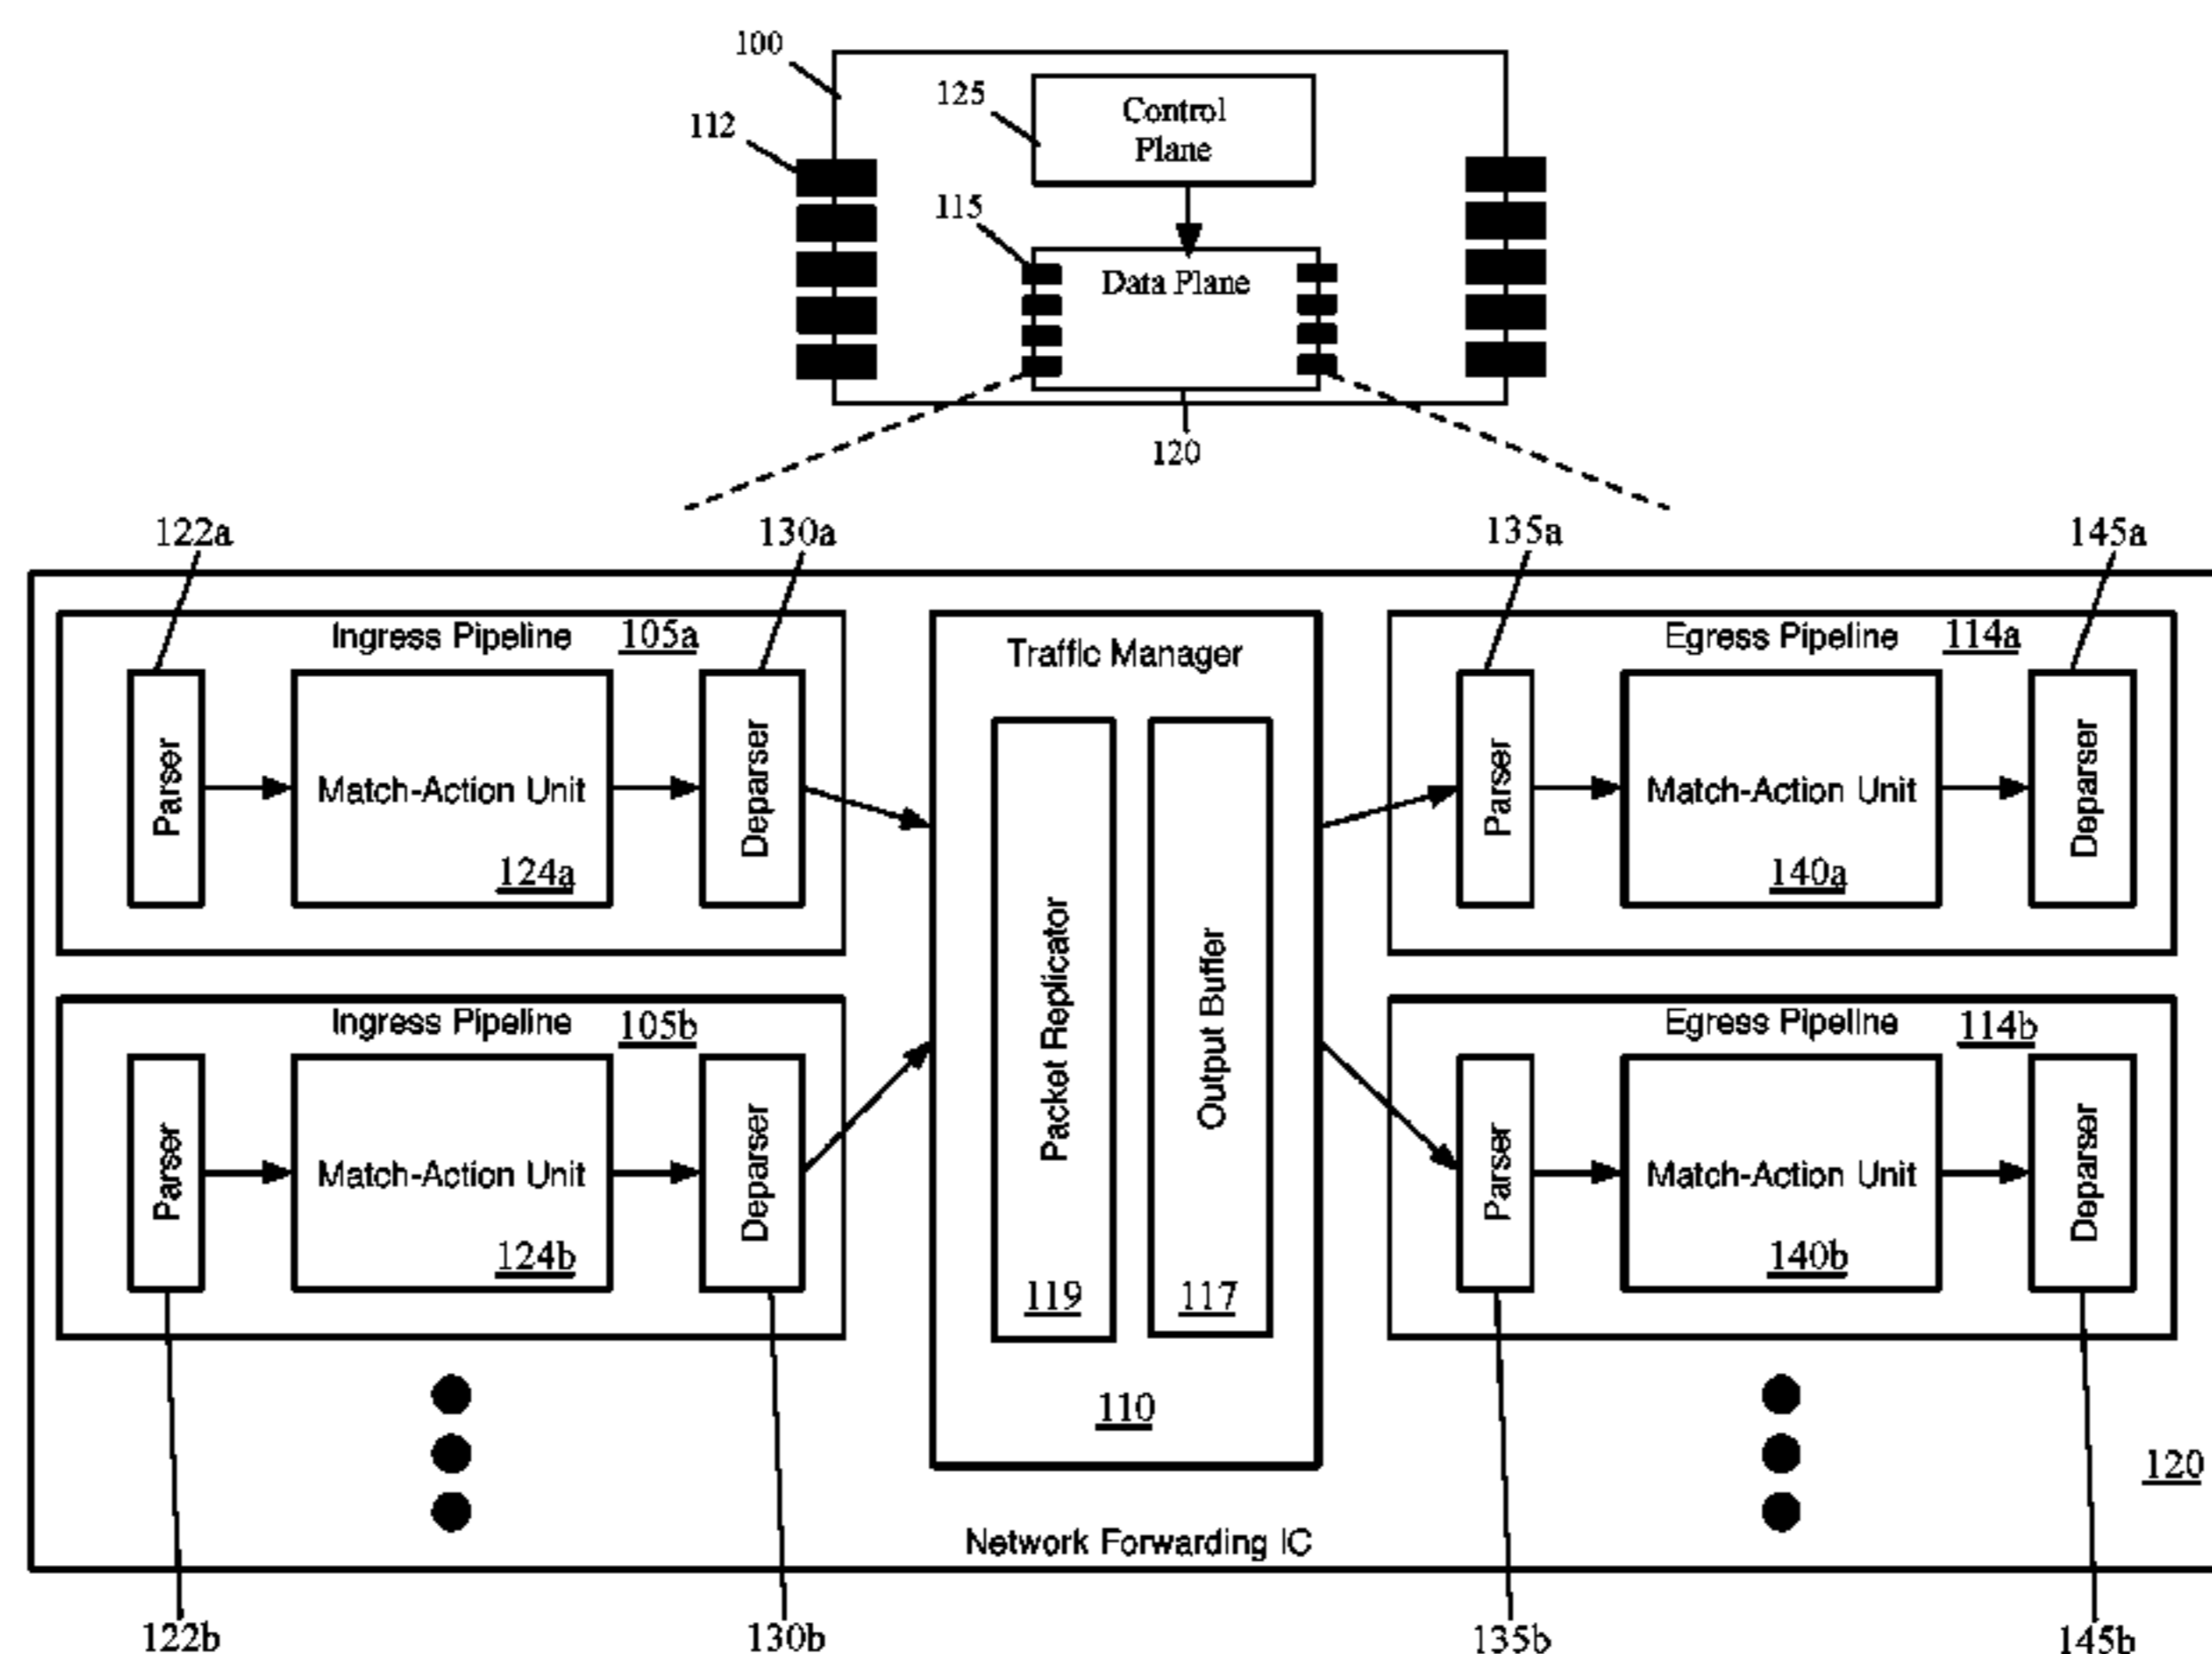 100
125
Control
Plane
112
115
Data Plane
120
122a
130a
135a
145a
Ingress Pipeline 105a
Parser
Match-Action Unit
124a
Deparser
Traffic Manager
Packet Replicator
119
Output Buffer
117
110
Egress Pipeline 114a
Parser
Match-Action Unit
140a
Deparser
Ingress Pipeline 105b
Parser
Match-Action Unit
124b
Deparser
Egress Pipeline 114b
Parser
Match-Action Unit
140b
Deparser
120
Network Forwarding IC
122b
130b
135b
145b